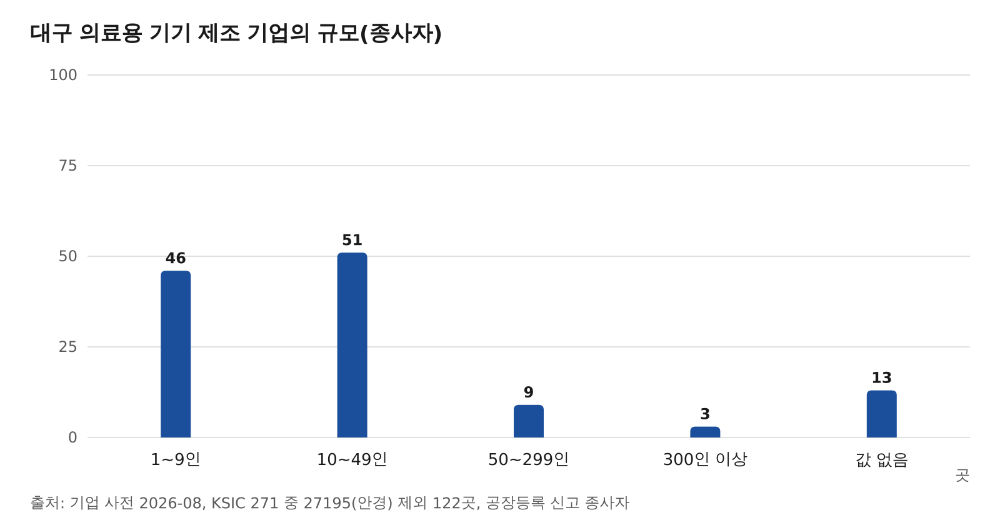 대구 의료용 기기 제조 기업의 규모(종사자)
100
75
50
25
0
46
51
9
3
13
1~9인
10~49인
50~299인
300인 이상
값 없음
곳
출처: 기업 사전 2026-08, KSIC 271 중 27195(안경) 제외 122곳, 공장등록 신고 종사자